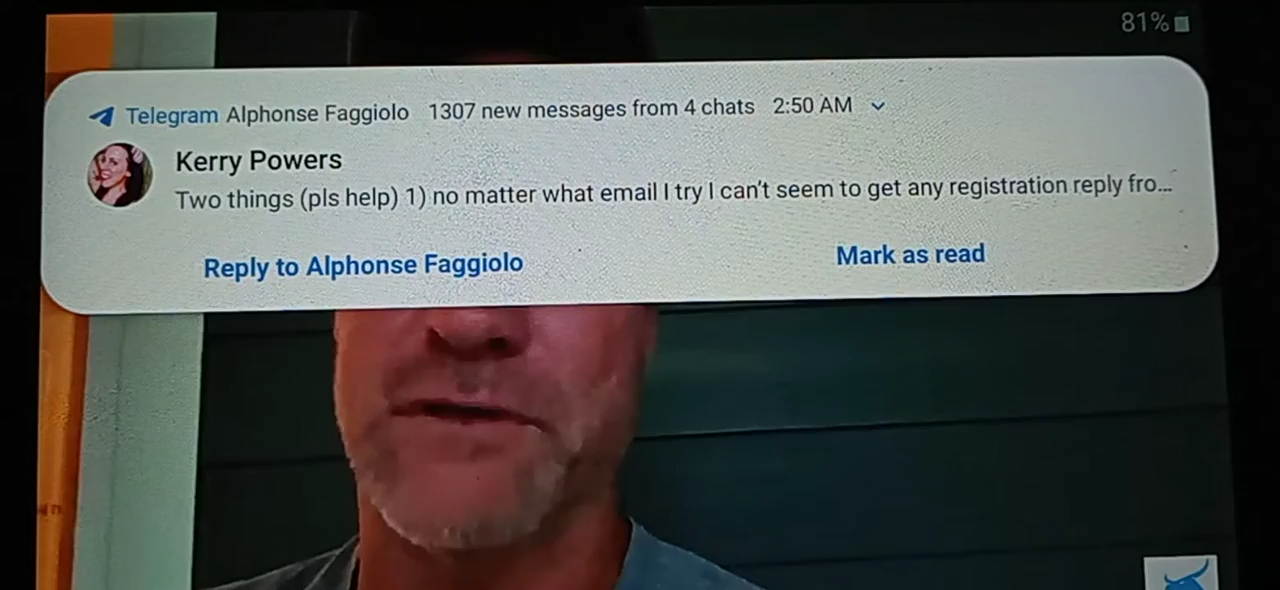 81%
Telegram Alphonse Faggiolo 1307 new messages from 4 chats 2:50 AM
Kerry Powers
Two things (pls help) 1) no matter what email I try I can't seem to get any registration reply fro...
Reply to Alphonse Faggiolo Mark as read